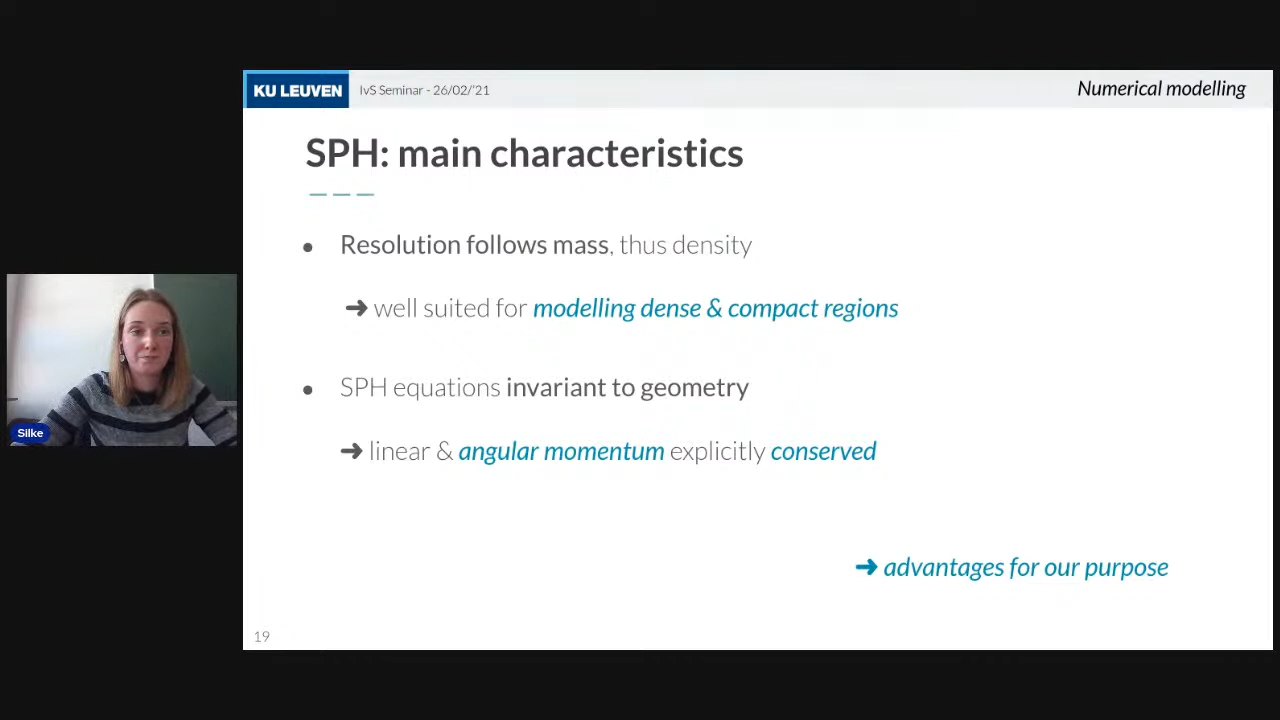 KU LEUVEN IvS Seminar - 26/02/'21 Numerical modelling
SPH: main characteristics
● Resolution follows mass, thus density
➔ well suited for modelling dense & compact regions
● SPH equations invariant to geometry
➔ linear & angular momentum explicitly conserved
Silke
➔ advantages for our purpose
19